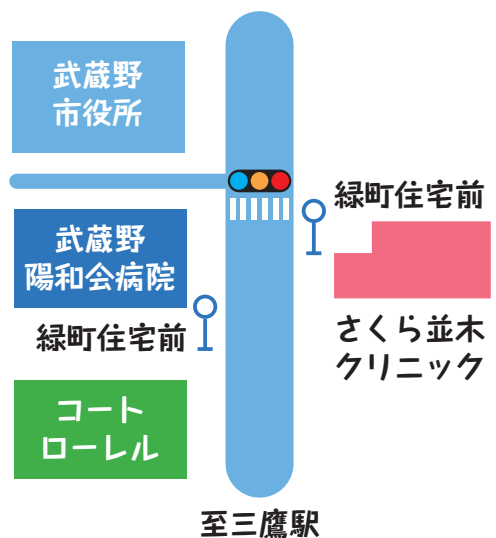 武蔵野
市役所
緑町住宅前
武蔵野
陽和会病院
緑町住宅前
さくら並木
クリニック
コート
ローレル
至三鷹駅